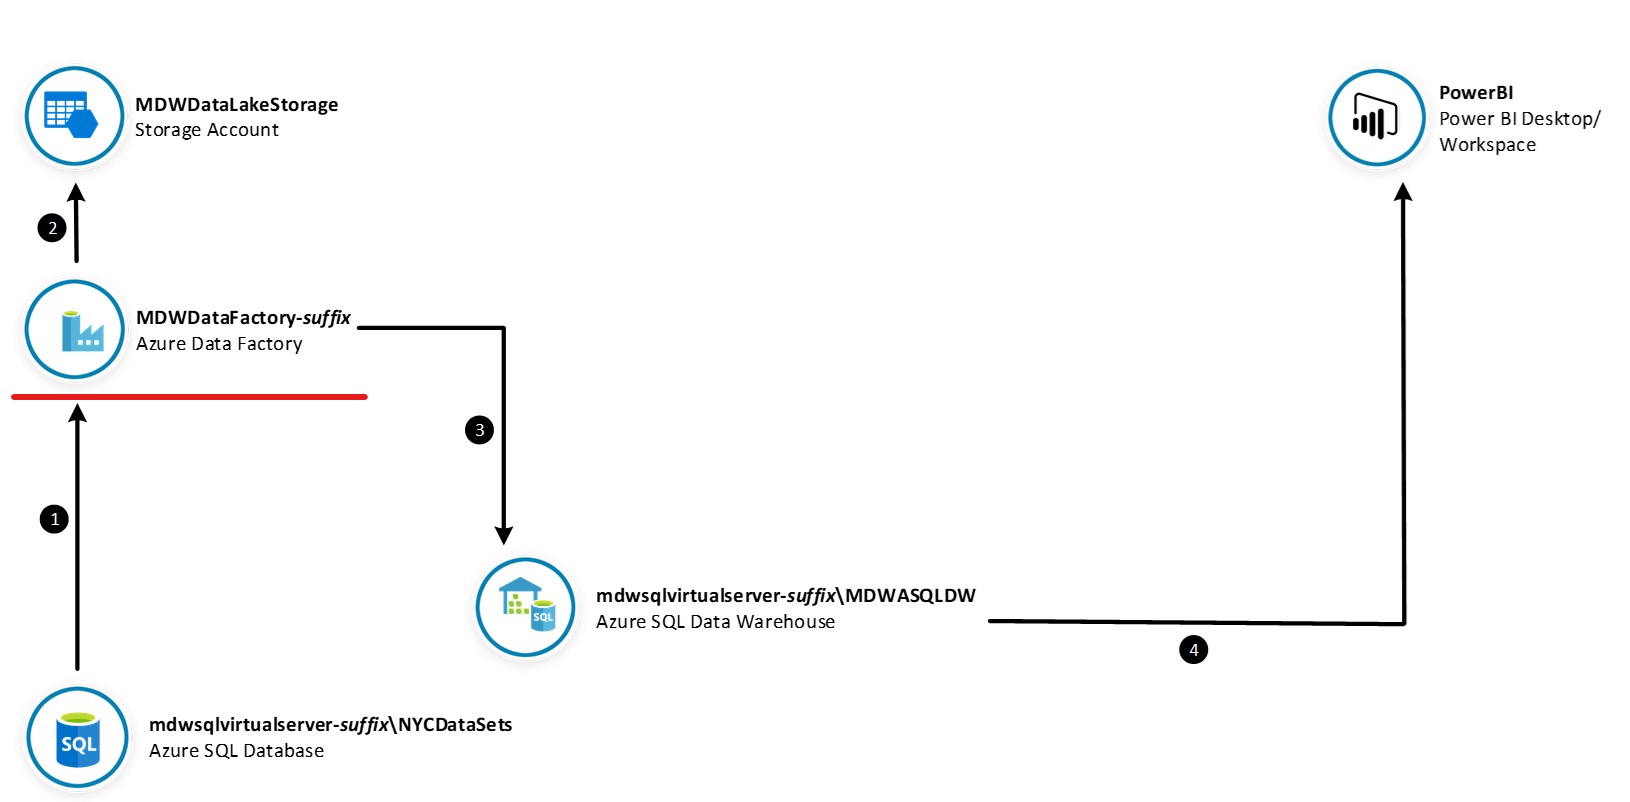 MDWDataLakeStorage
Storage Account
PowerBI
Power BI Desktop/
Workspace
2
MDWDataFactory-suffix
Azure Data Factory
3
1
mdwsqlvirtualserver-suffix\MDWASQLDW
Azure SQL Data Warehouse
SQL
4
mdwsqlvirtualserver-suffix\NYCDataSets
Azure SQL Database
SQL